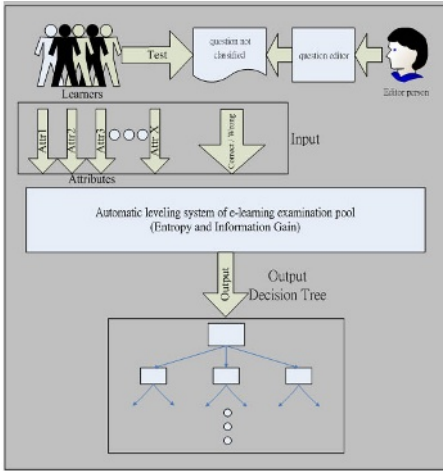 Test
question not
classified
question editor
Learners
Editor person
Attr1
Attr2
Attr3
Attr X
Correct / Wrong
Input
Attributes
Automatic leveling system of e-learning examination pool
(Entropy and Information Gain)
Output
Output
Decision Tree